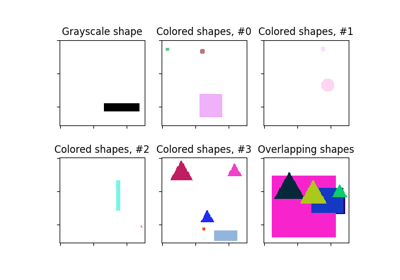 Grayscale shape
Colored shapes, #0
Colored shapes, #1
Colored shapes, #2
Colored shapes, #3
Overlapping shapes